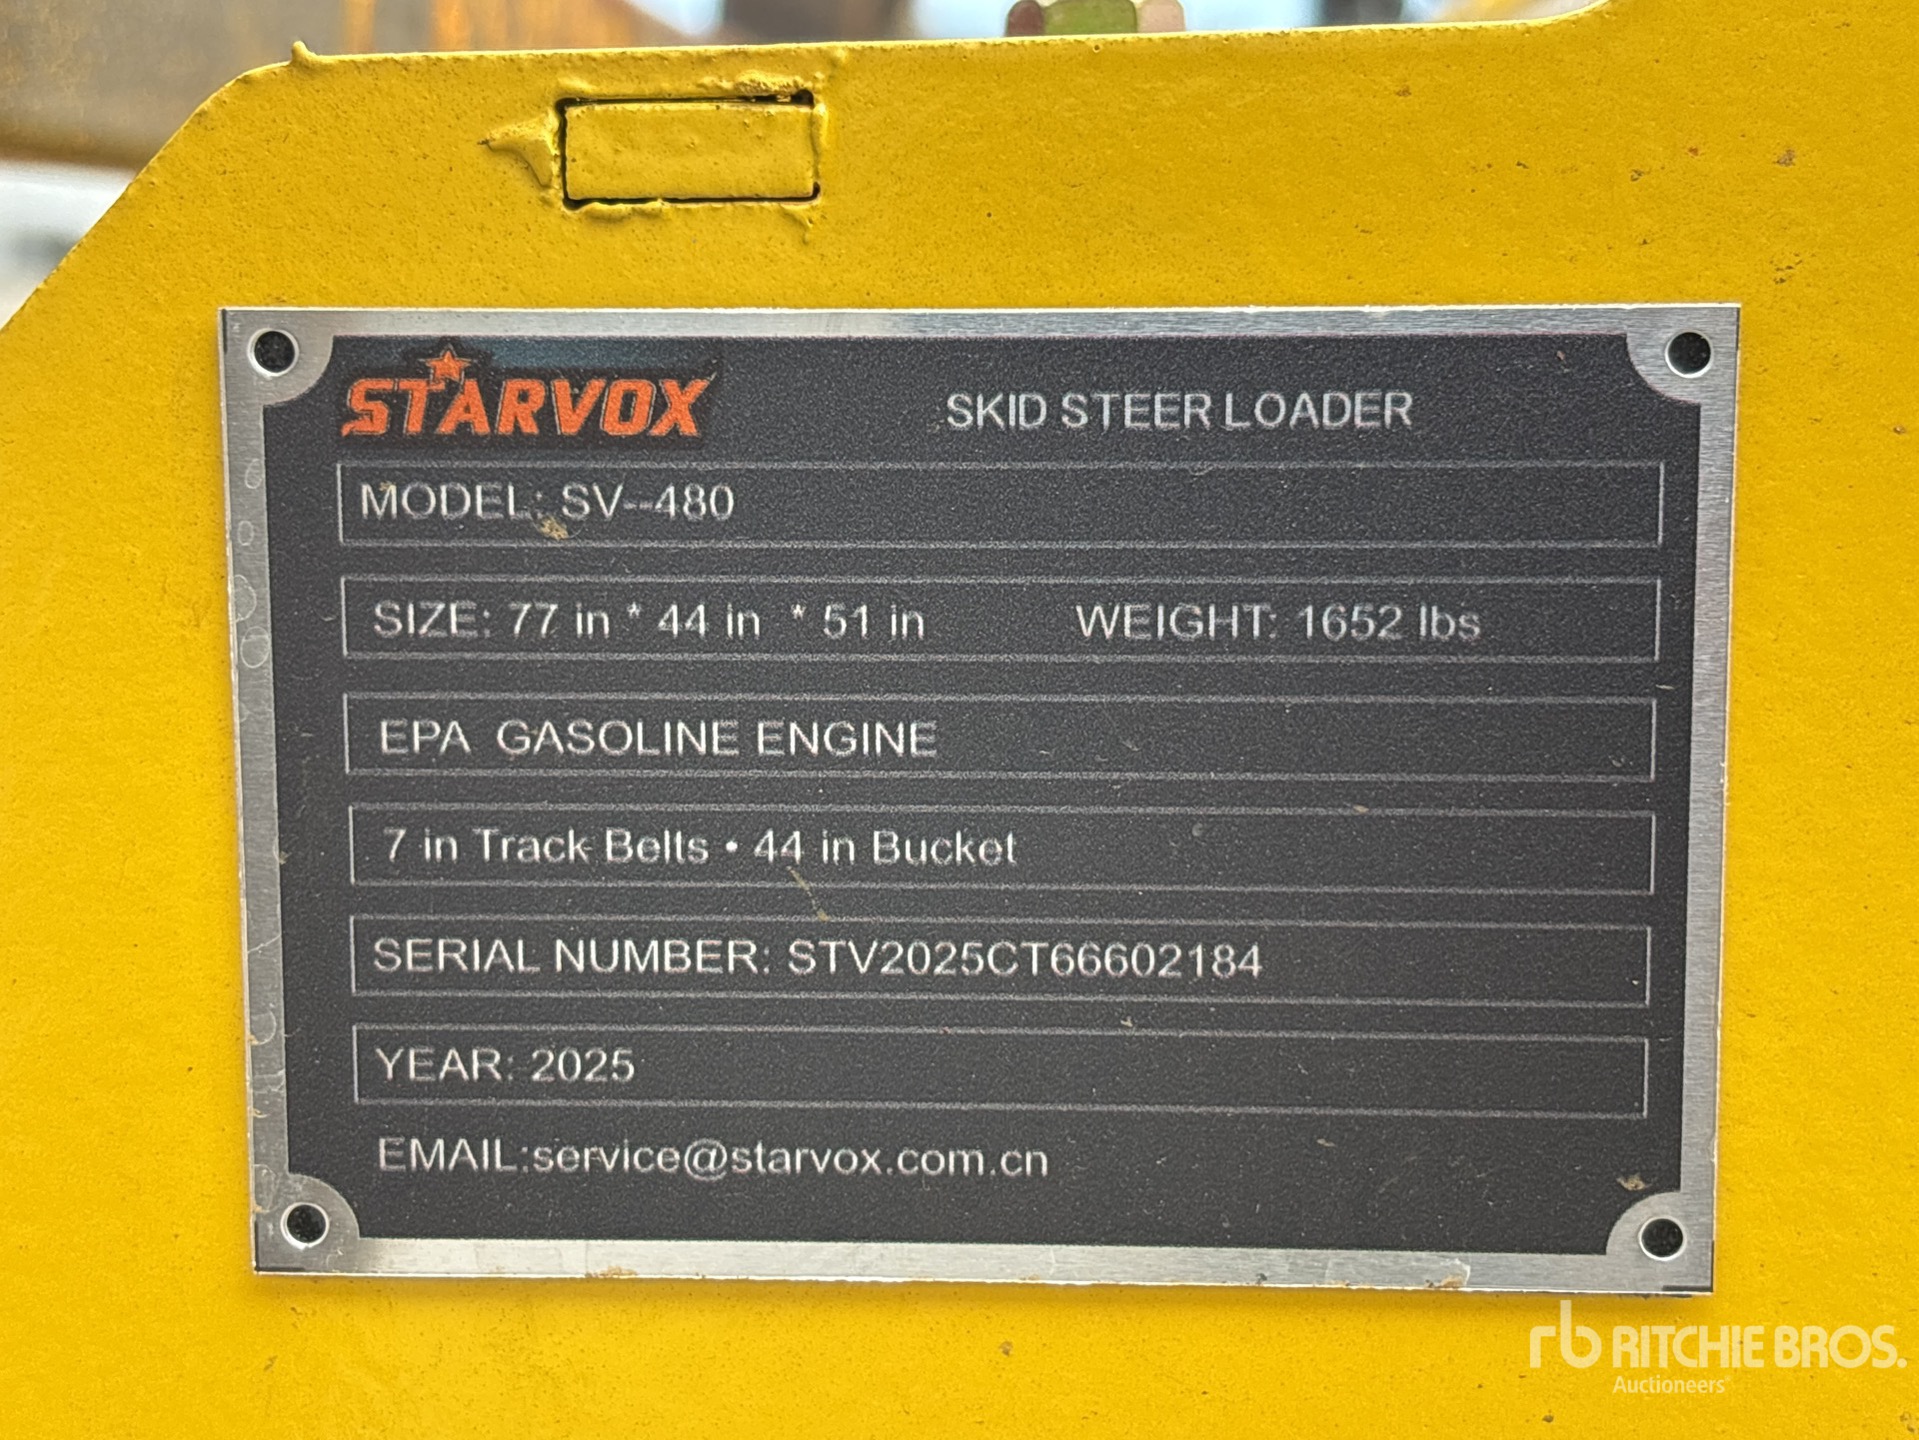 STARVOX SKID STEER LOADER
MODEL: SV--480
SIZE: 77 in * 44 in * 51 in WEIGHT: 1652 lbs
EPA GASOLINE ENGINE
7 in Track Belts • 44 in Bucket
SERIAL NUMBER: STV2025CT66602184
YEAR: 2025
EMAIL:service@starvox.com.cn
rb RITCHIE BROS.
Auctioneers